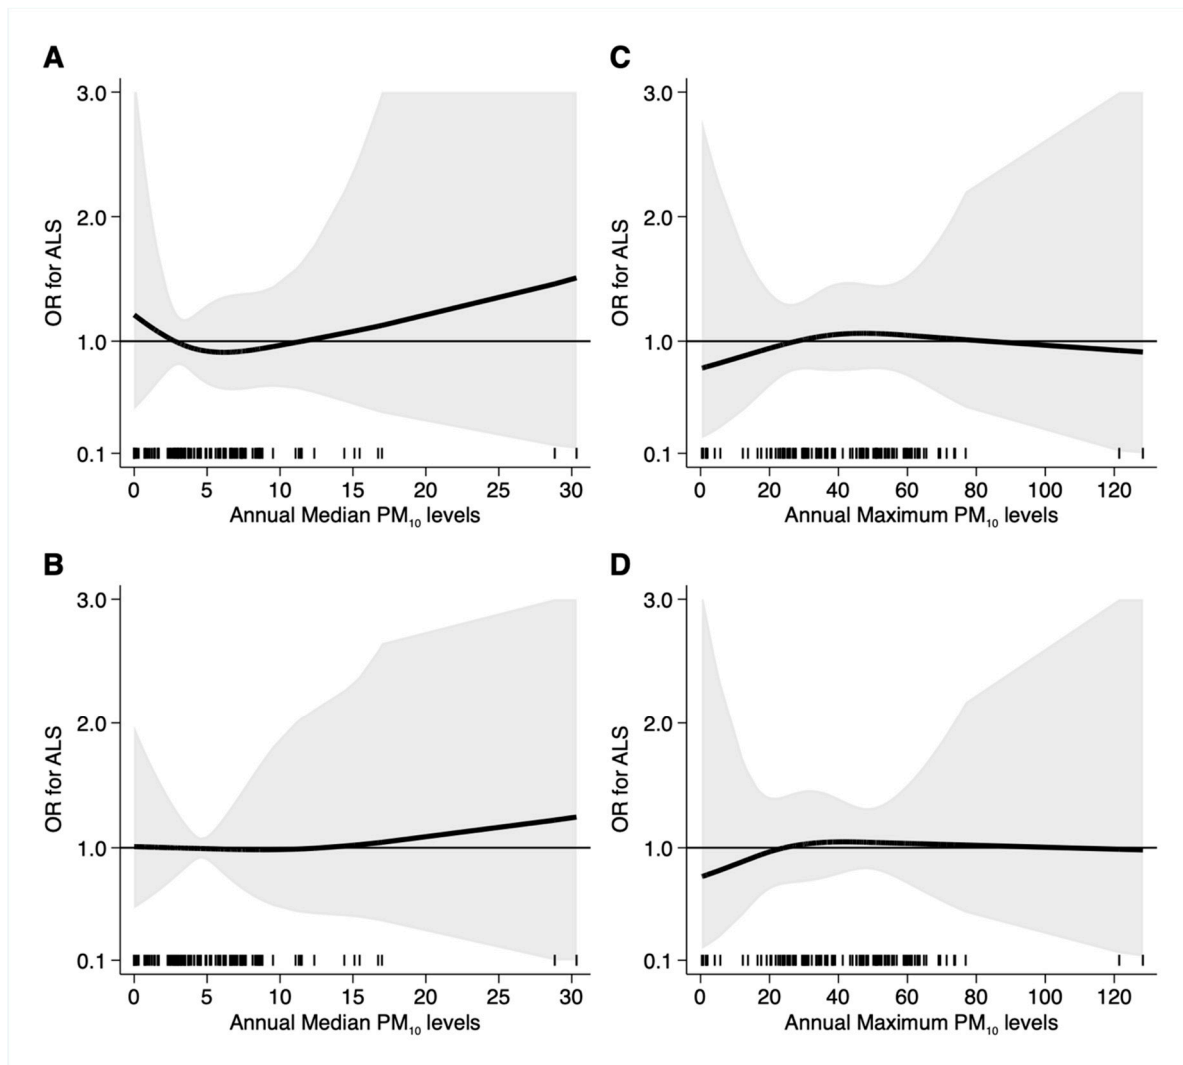 A
3.0
2.0
1.0
0.1
OR for ALS
0 5 10 15 20 25 30
Annual Median PM₁₀ levels
C
3.0
2.0
1.0
0.1
OR for ALS
0 20 40 60 80 100 120
Annual Maximum PM₁₀ levels
B
3.0
2.0
1.0
0.1
OR for ALS
0 5 10 15 20 25 30
Annual Median PM₁₀ levels
D
3.0
2.0
1.0
0.1
OR for ALS
0 20 40 60 80 100 120
Annual Maximum PM₁₀ levels